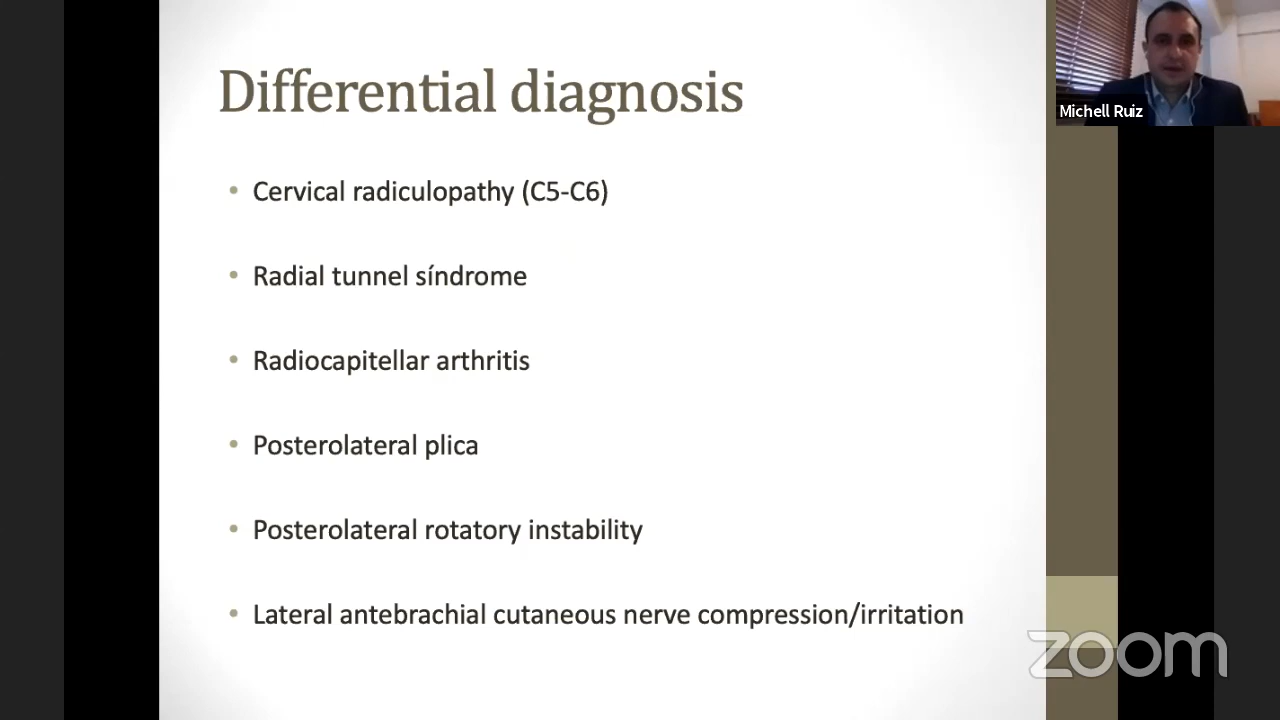 Differential diagnosis
Cervical radiculopathy (C5-C6)
Radial tunnel síndrome
Radiocapitellar arthritis
Posterolateral plica
Posterolateral rotatory instability
Lateral antebrachial cutaneous nerve compression/irritation
Michell Ruiz
zoom